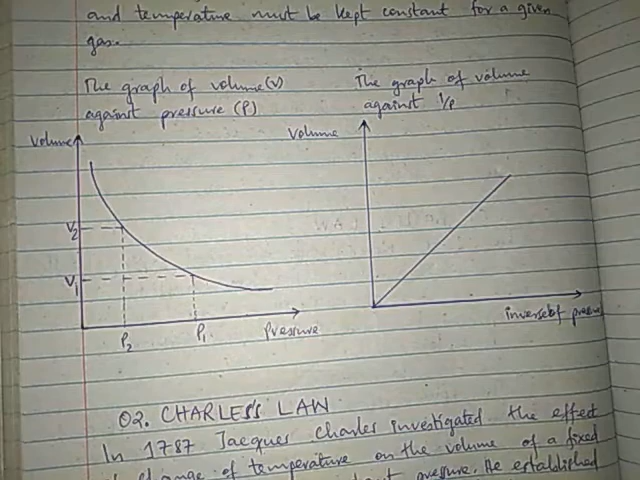 and temperature must be kept constant for a given
gas.
The graph of volume (v)
against pressure (P)
The graph of volume
against 1/P
Volume
V2
V1
P2
P1
Pressure
Volume
inverse of
02. CHARLES'S LAW
In 1787 Jacques Charles investigated the effect
change of temperature on the volume of a fixed
pressure. He established